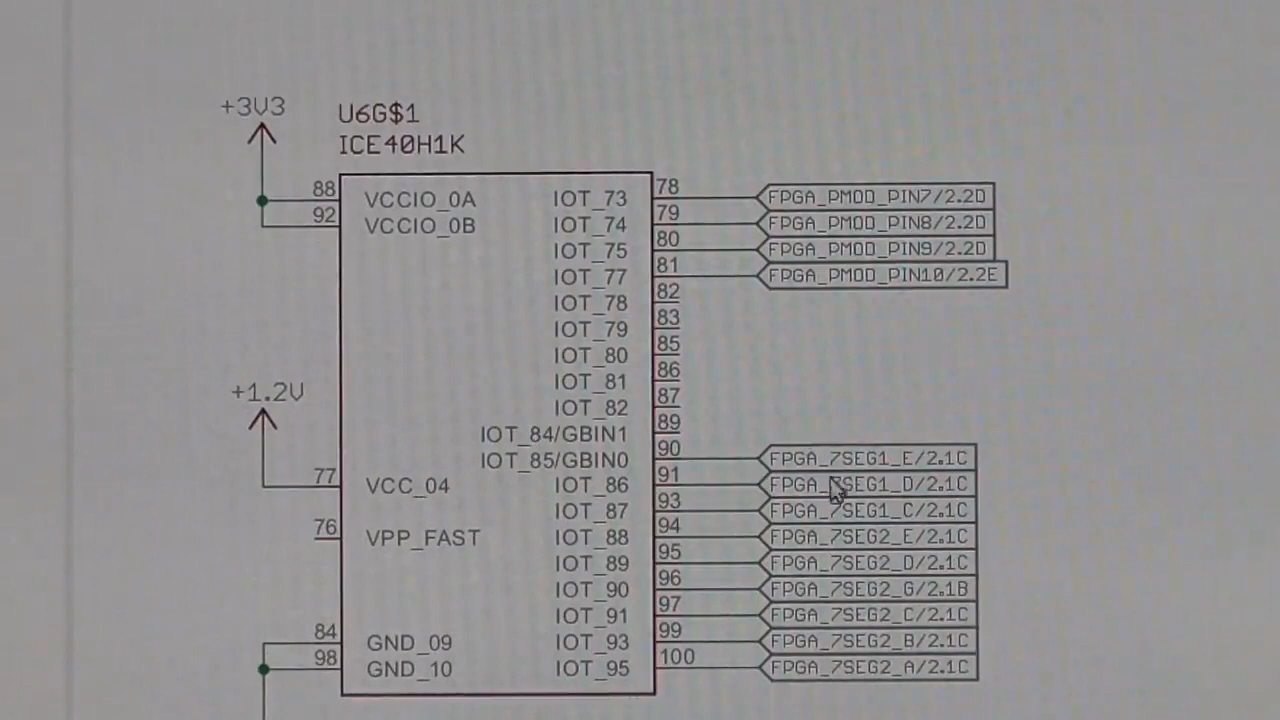 +3V3
U6G$1
ICE40H1K
88 VCCIO_0A IOT_73 78 FPGA_PMOD_PIN7/2.2D
92 VCCIO_0B IOT_74 79 FPGA_PMOD_PIN8/2.2D
IOT_75 80 FPGA_PMOD_PIN9/2.2D
IOT_77 81 FPGA_PMOD_PIN10/2.2E
IOT_78 82
IOT_79 83
IOT_80 85
IOT_81 86
+1.2V
IOT_82 87
IOT_84/GBIN1 89
IOT_85/GBIN0 90 FPGA_7SEG1_E/2.1C
77 VCC_04 IOT_86 91 FPGA_7SEG1_D/2.1C
IOT_87 93 FPGA_7SEG1_C/2.1C
76 VPP_FAST IOT_88 94 FPGA_7SEG2_E/2.1C
IOT_89 95 FPGA_7SEG2_D/2.1C
IOT_90 96 FPGA_7SEG2_G/2.1B
IOT_91 97 FPGA_7SEG2_C/2.1C
84 GND_09 IOT_93 99 FPGA_7SEG2_B/2.1C
98 GND_10 IOT_95 100 FPGA_7SEG2_A/2.1C